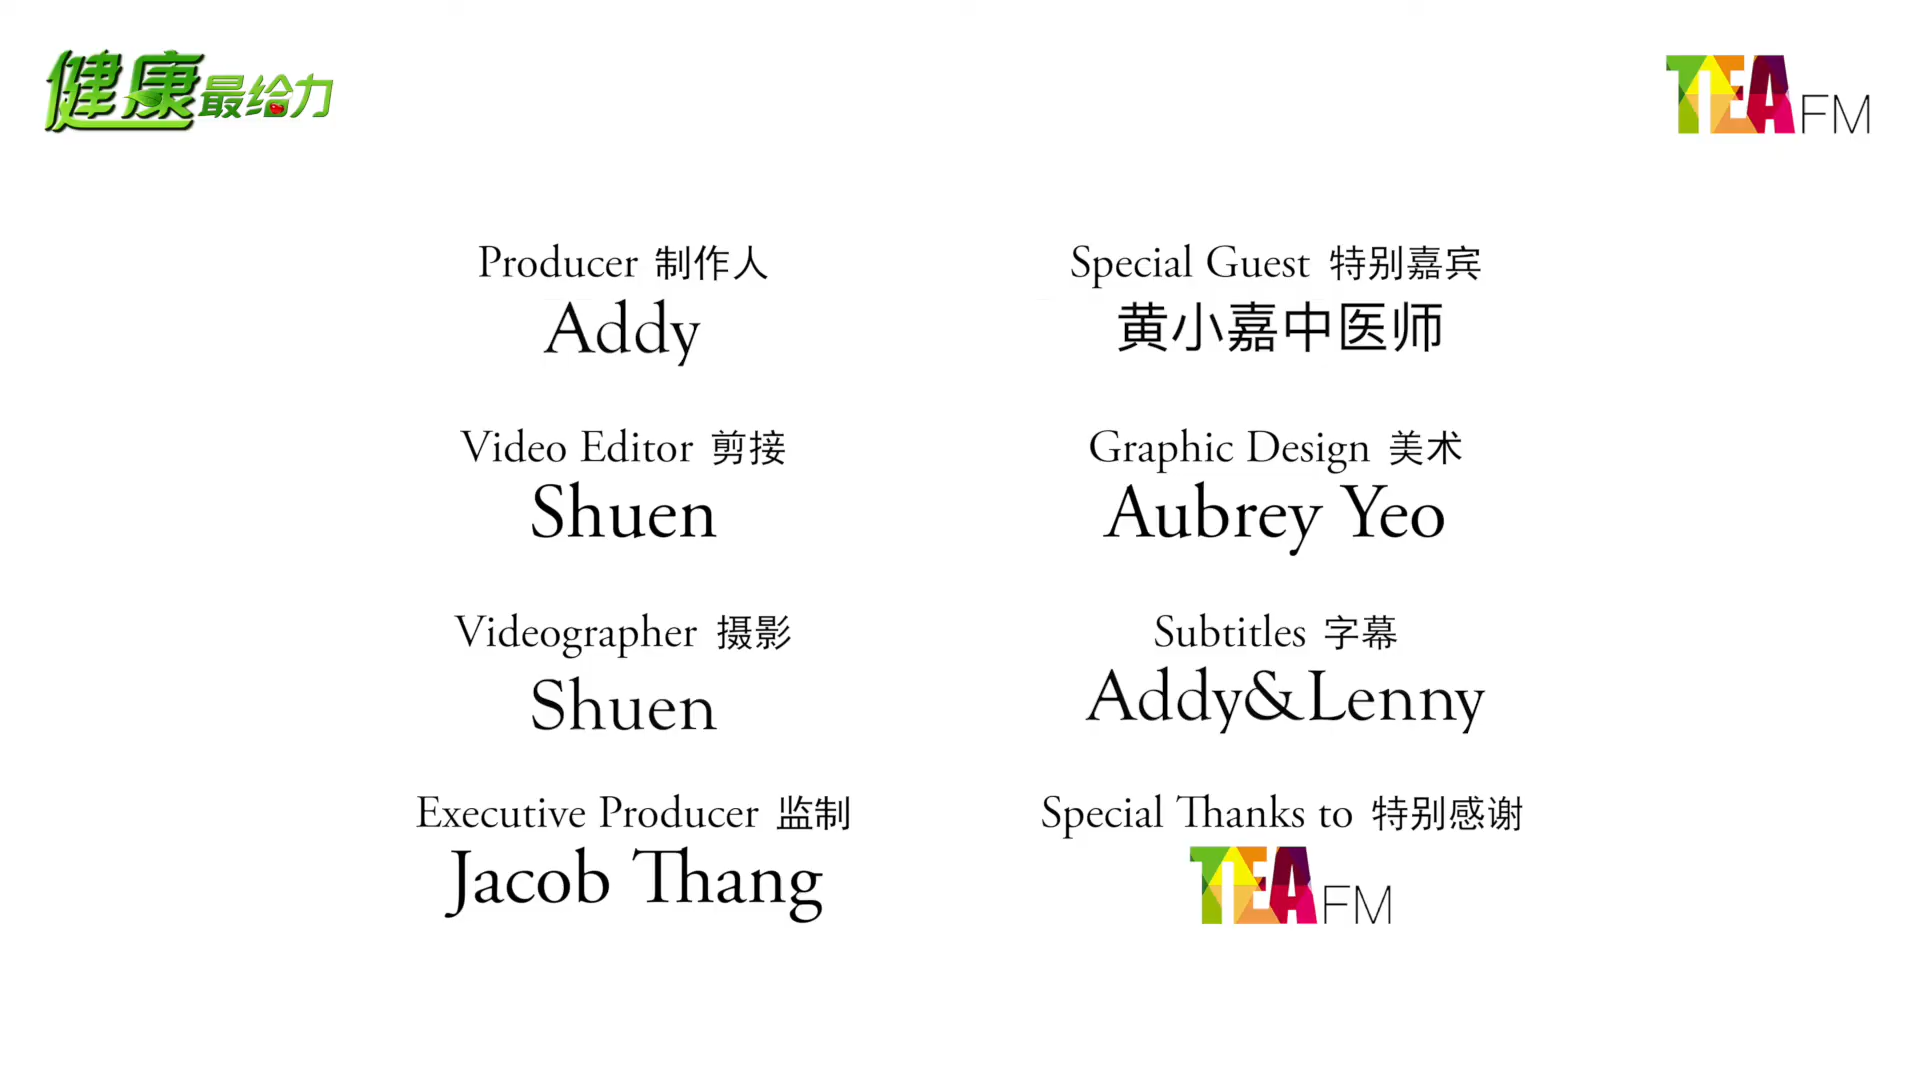 健康最给力
TEA FM
Producer 制作人
Addy
Special Guest 特别嘉宾
黄小嘉中医师
Video Editor 剪接
Shuen
Graphic Design 美术
Aubrey Yeo
Videographer 摄影
Shuen
Subtitles 字幕
Addy&Lenny
Executive Producer 监制
Jacob Thang
Special Thanks to 特别感谢
TEA FM